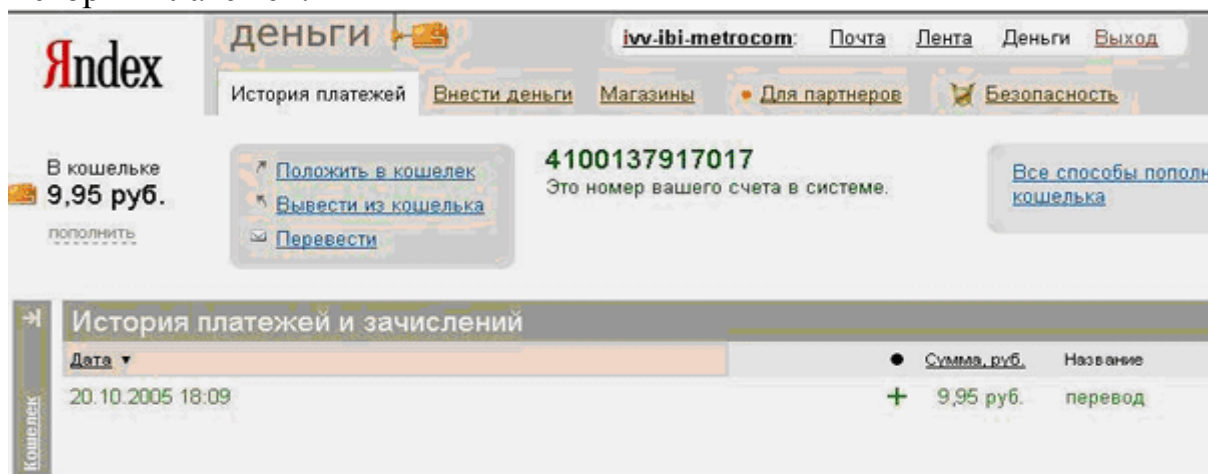 Яndex
деньги
ivv-ibi-metrocom: Почта Лента Деньги Выход
История платежей Внести деньги Магазины • Для партнеров Безопасность
В кошельке
9,95 руб.
пополнить
Положить в кошелек
Вывести из кошелька
Перевести
4100137917017
Это номер вашего счета в системе.
Все способы пополн
кошелька
История платежей и зачислений
Дата ▼ ● Сумма, руб. Название
20.10.2005 18:09 + 9,95 руб. перевод
Кошелек